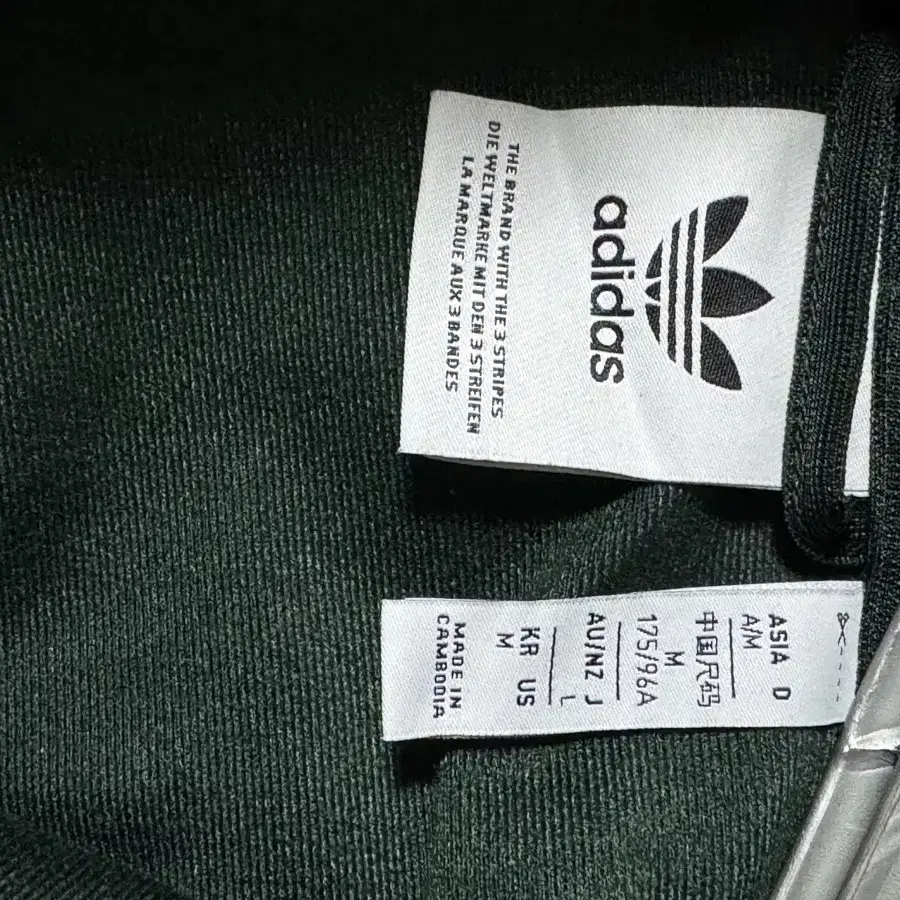 adidas
THE BRAND WITH THE 3 STRIPES
DIE WELTMARKE MIT DEN 3 STREIFEN
LA MARQUE AUX 3 BANDES
ASIA D
A/M
中国尺码
M
175/96A
AU/NZ J
L
KR US
M
MADE IN
CAMBODIA